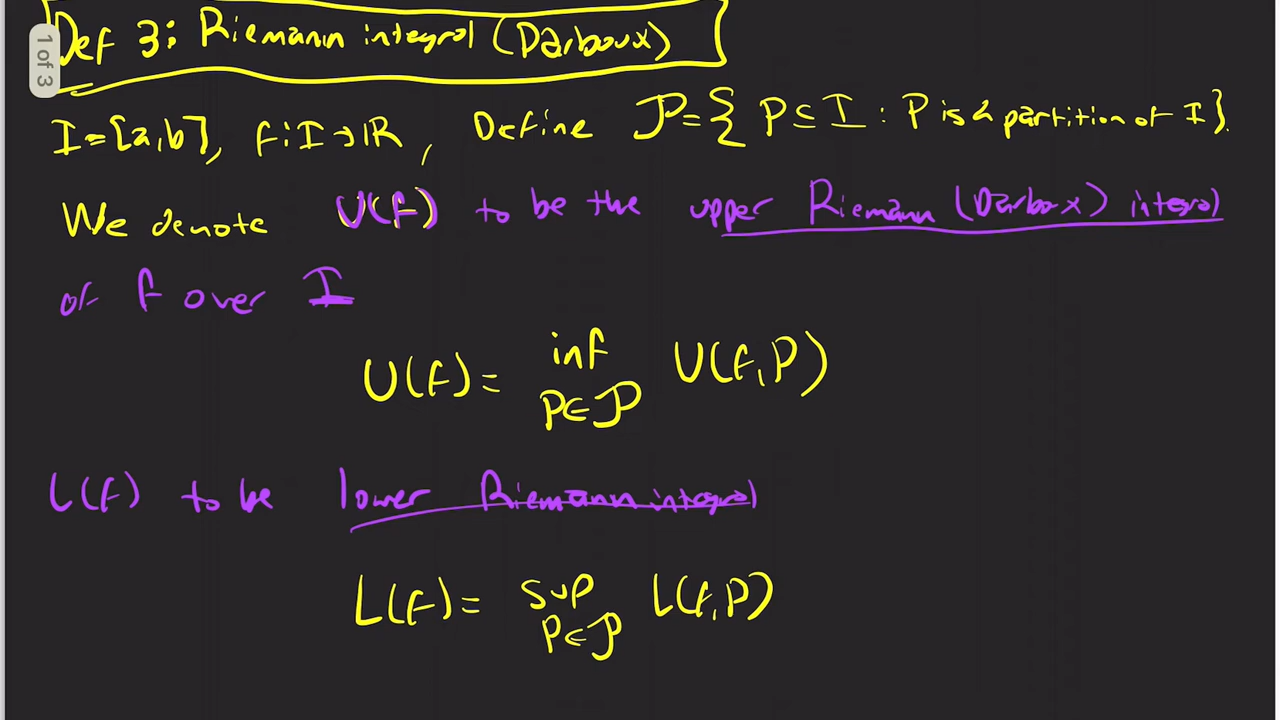 1 of 3
Def 3: Riemann integral (Darboux)
I=[a,b], f:I→ℝ, Define 𝒫={ P⊆I : P is a partition of I}.
We denote U(f) to be the upper Riemann (Darbox) integral
of f over I
U(f)= inf U(f,P)
P∈𝒫
L(f) to be lower Riemann integral
L(f)= sup L(f,P)
P∈𝒫